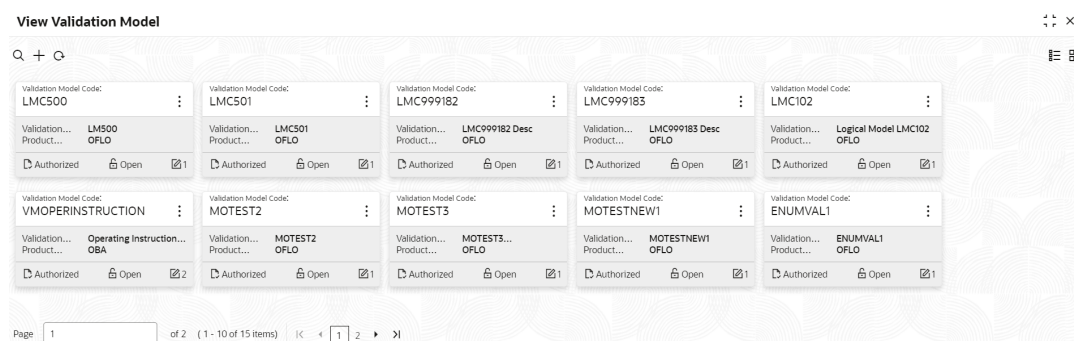 View Validation Model
Validation Model Code:
LMC500
Validation... LM500
Product... OFLO
Authorized Open 1
Validation Model Code:
LMC501
Validation... LMC501
Product... OFLO
Authorized Open 1
Validation Model Code:
LMC999182
Validation... LMC999182 Desc
Product... OFLO
Authorized Open 1
Validation Model Code:
LMC999183
Validation... LMC999183 Desc
Product... OFLO
Authorized Open 1
Validation Model Code:
LMC102
Validation... Logical Model LMC102
Product... OFLO
Authorized Open 1
Validation Model Code:
VMOPERINSTRUCTION
Validation... Operating Instruction...
Product... OBA
Authorized Open 2
Validation Model Code:
MOTEST2
Validation... MOTEST2
Product... OFLO
Authorized Open 1
Validation Model Code:
MOTEST3
Validation... MOTEST3...
Product... OFLO
Authorized Open 1
Validation Model Code:
MOTESTNEW1
Validation... MOTESTNEW1
Product... OFLO
Authorized Open 1
Validation Model Code:
ENUMVAL1
Validation... ENUMVAL1
Product... OFLO
Authorized Open 1
Page 1 of 2 (1 - 10 of 15 items) 1 2